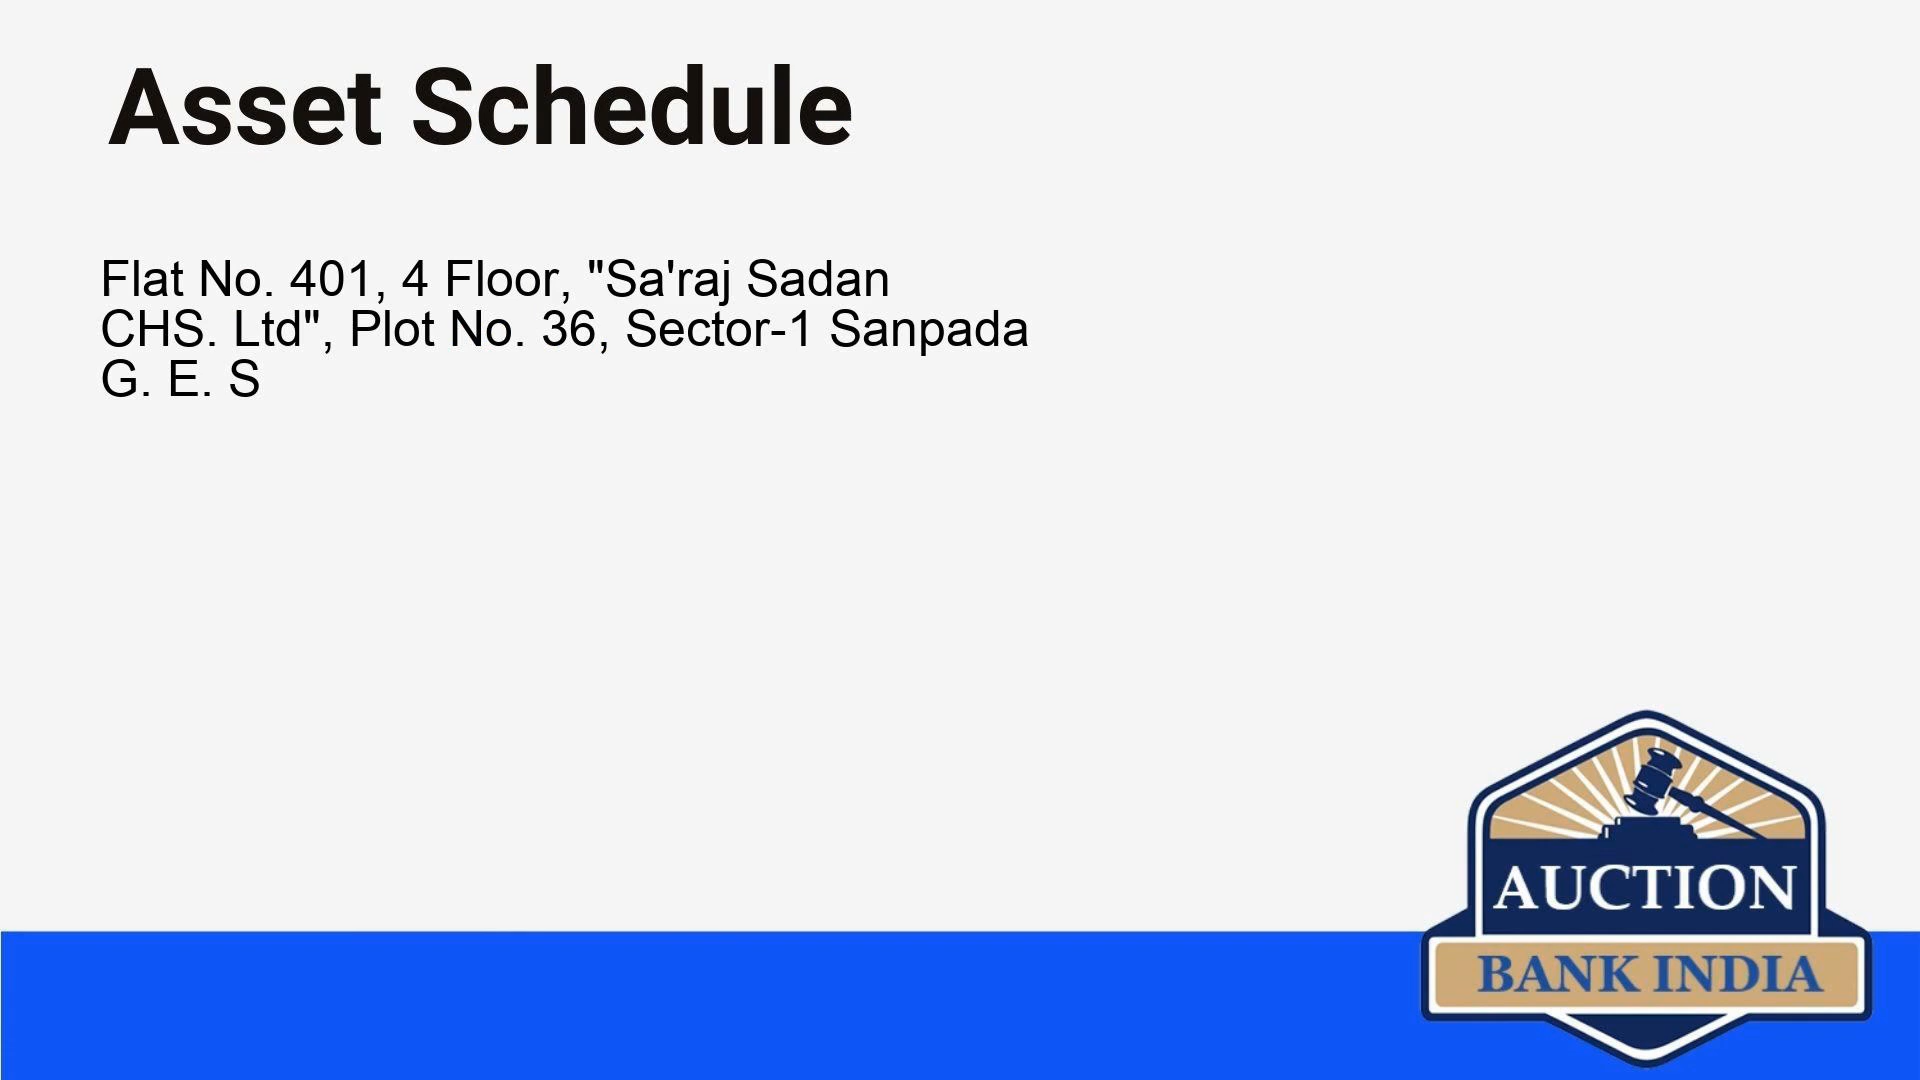 Asset Schedule
Flat No. 401, 4 Floor, "Sa'raj Sadan
CHS. Ltd", Plot No. 36, Sector-1 Sanpada
G. E. S
AUCTION
BANK INDIA